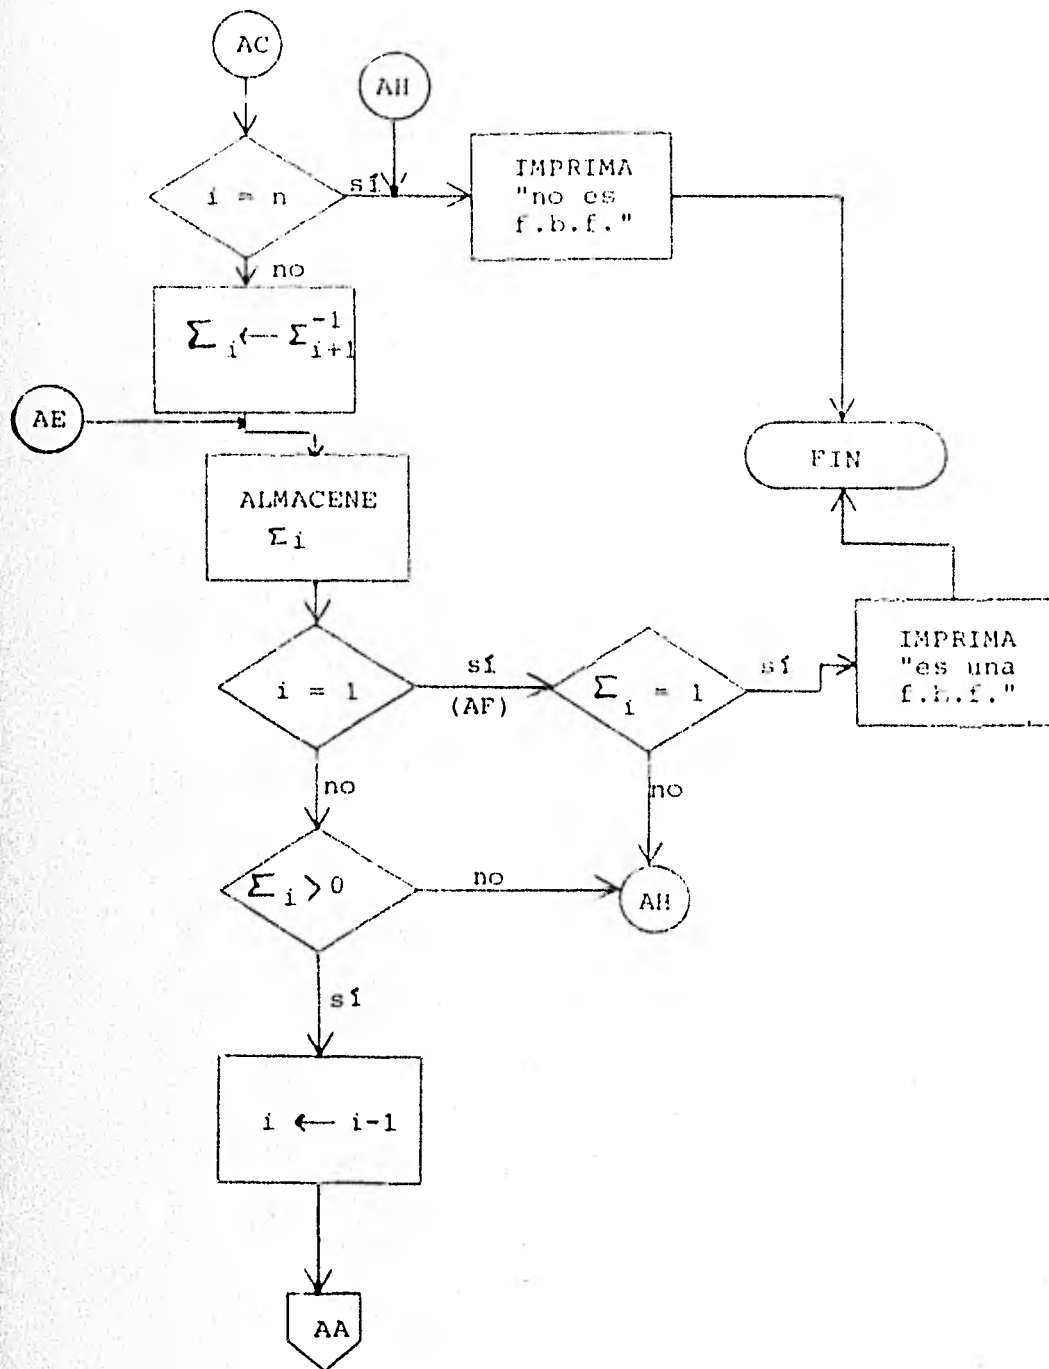 AC
AH
i = n
sí
IMPRIMA
"no es
f.b.f."
no
Σ i ← Σ -1 i+1
AE
FIN
ALMACENE
Σi
i = 1
sí
(AF)
Σ i = 1
sí
IMPRIMA
"es una
f.b.f."
no
no
Σ i > 0
no
AH
sí
i ← i-1
AA